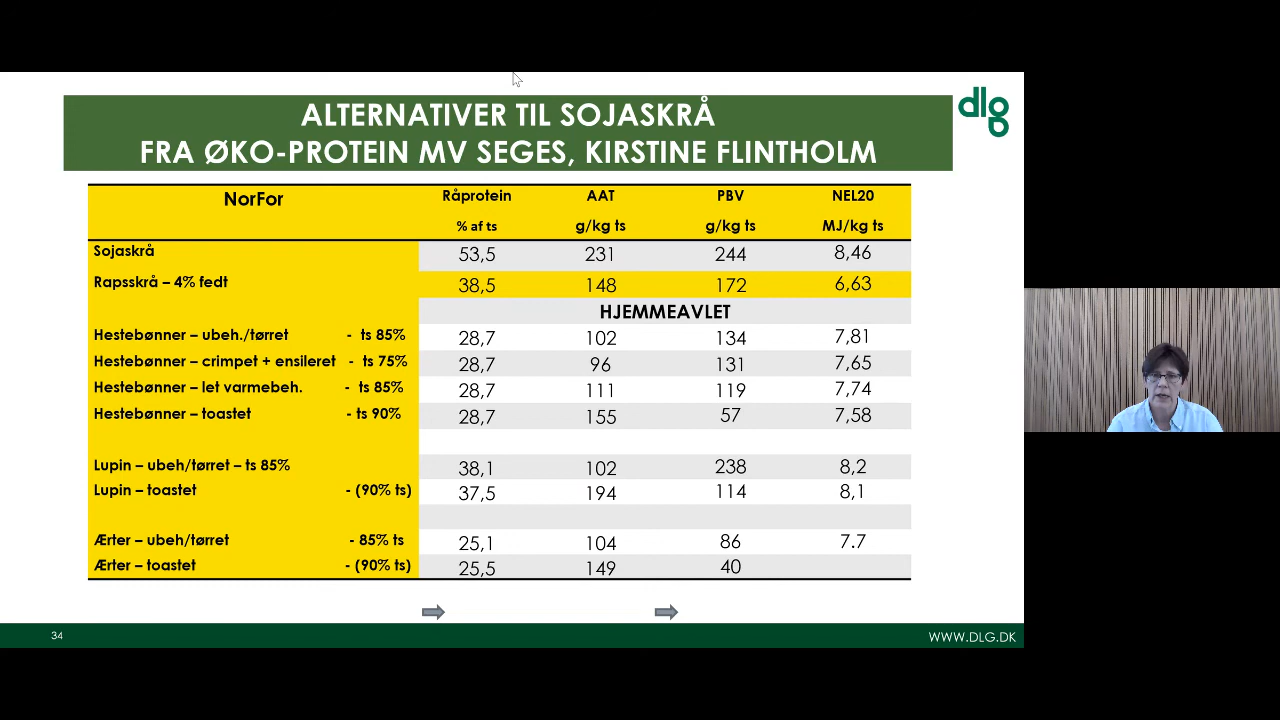 ALTERNATIVER TIL SOJASKRÅ
FRA ØKO-PROTEIN MV SEGES, KIRSTINE FLINTHOLM
dlg
NorFor Råprotein AAT PBV NEL20
% af ts g/kg ts g/kg ts MJ/kg ts
Sojaskrå 53,5 231 244 8,46
Rapsskrå – 4% fedt 38,5 148 172 6,63
HJEMMEAVLET
Hestebønner – ubeh./tørret - ts 85% 28,7 102 134 7,81
Hestebønner – crimpet + ensileret - ts 75% 28,7 96 131 7,65
Hestebønner – let varmebeh. - ts 85% 28,7 111 119 7,74
Hestebønner – toastet - ts 90% 28,7 155 57 7,58
Lupin – ubeh/tørret – ts 85% 38,1 102 238 8,2
Lupin – toastet - (90% ts) 37,5 194 114 8,1
Ærter – ubeh/tørret - 85% ts 25,1 104 86 7.7
Ærter – toastet - (90% ts) 25,5 149 40
34
WWW.DLG.DK